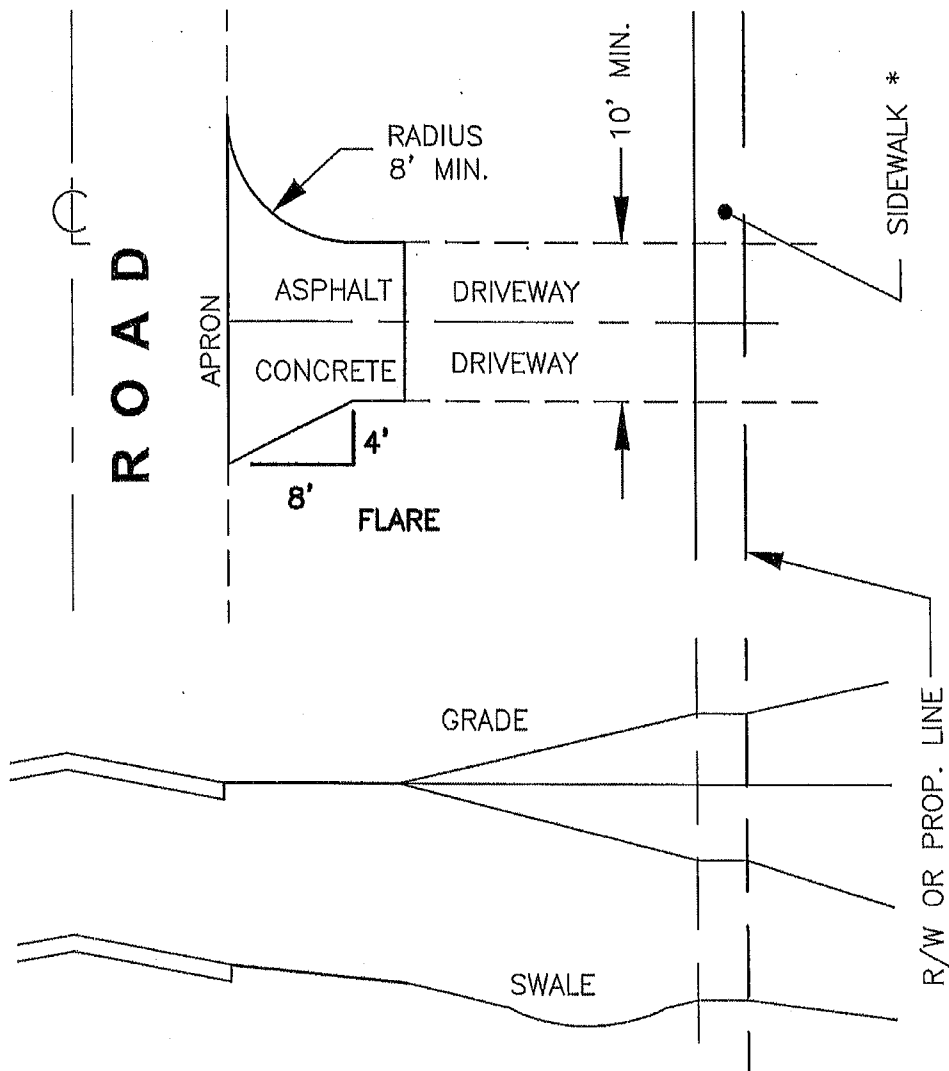 ℄
ROAD
RADIUS
8' MIN.
10' MIN.
SIDEWALK *
APRON
ASPHALT
DRIVEWAY
CONCRETE
DRIVEWAY
4'
8'
FLARE
GRADE
R/W OR PROP. LINE
SWALE